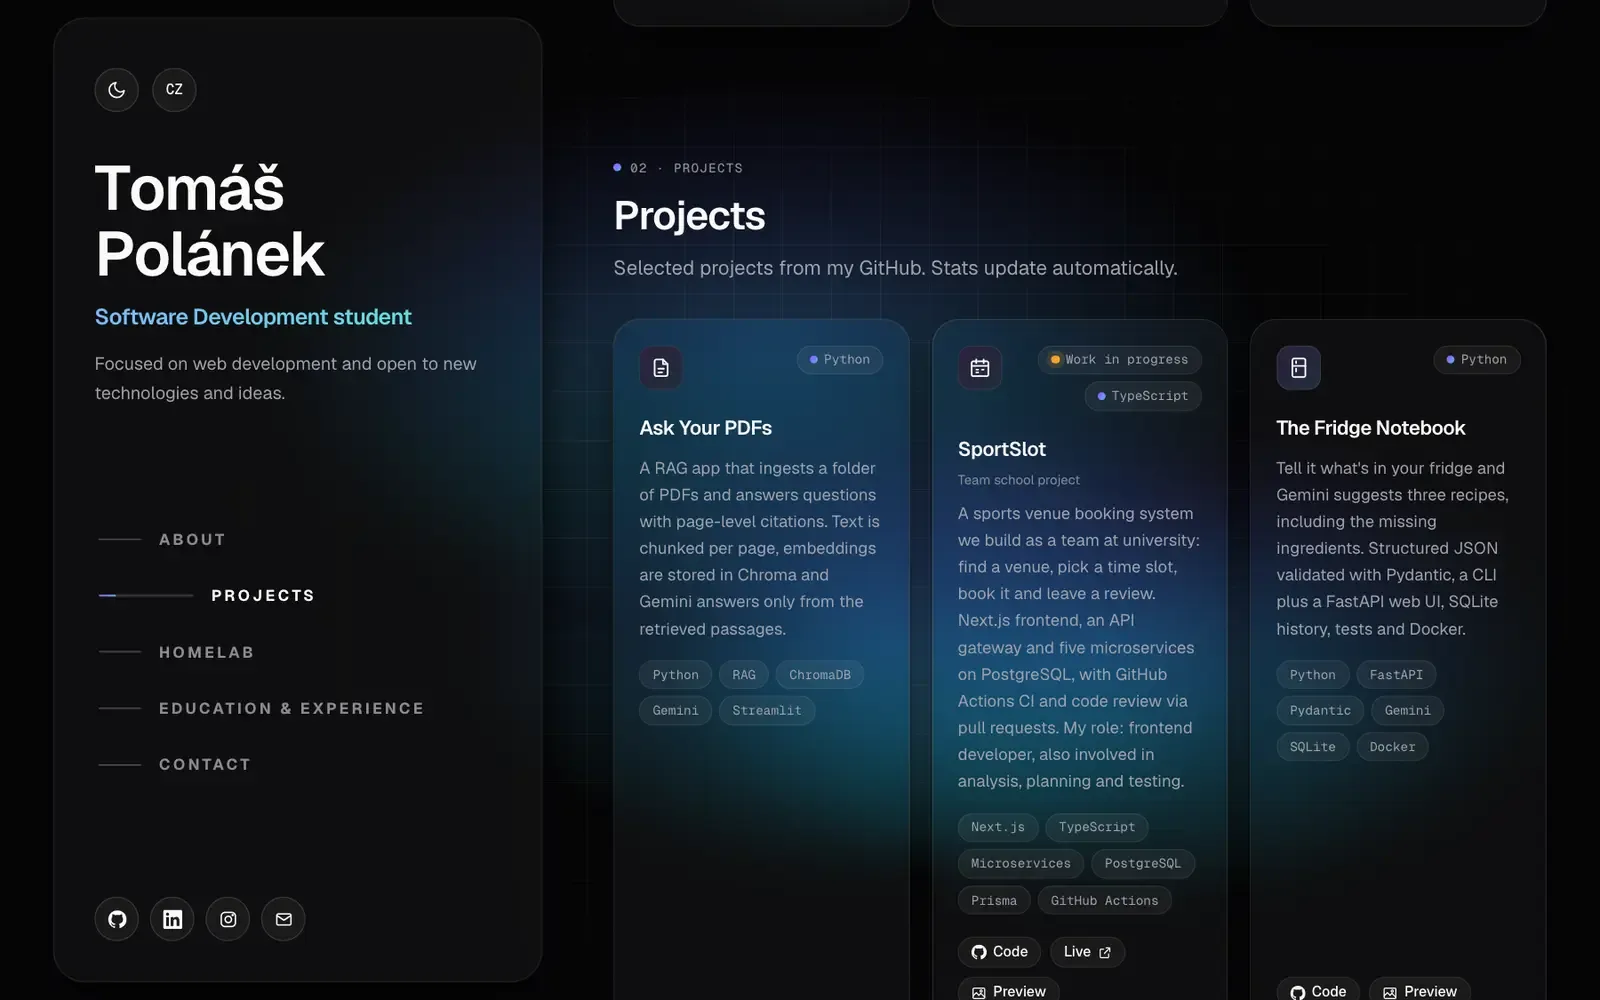 CZ
Tomáš
Polánek
Software Development student
Focused on web development and open to new
technologies and ideas.
ABOUT
PROJECTS
HOMELAB
EDUCATION & EXPERIENCE
CONTACT
02 · PROJECTS
Projects
Selected projects from my GitHub. Stats update automatically.
Python
Ask Your PDFs
A RAG app that ingests a folder
of PDFs and answers questions
with page-level citations. Text is
chunked per page, embeddings
are stored in Chroma and
Gemini answers only from the
retrieved passages.
Python RAG ChromaDB
Gemini Streamlit
Work in progress
TypeScript
SportSlot
Team school project
A sports venue booking system
we build as a team at university:
find a venue, pick a time slot,
book it and leave a review.
Next.js frontend, an API
gateway and five microservices
on PostgreSQL, with GitHub
Actions CI and code review via
pull requests. My role: frontend
developer, also involved in
analysis, planning and testing.
Next.js TypeScript
Microservices PostgreSQL
Prisma GitHub Actions
Code Live
Preview
Python
The Fridge Notebook
Tell it what's in your fridge and
Gemini suggests three recipes,
including the missing
ingredients. Structured JSON
validated with Pydantic, a CLI
plus a FastAPI web UI, SQLite
history, tests and Docker.
Python FastAPI
Pydantic Gemini
SQLite Docker
Code Preview